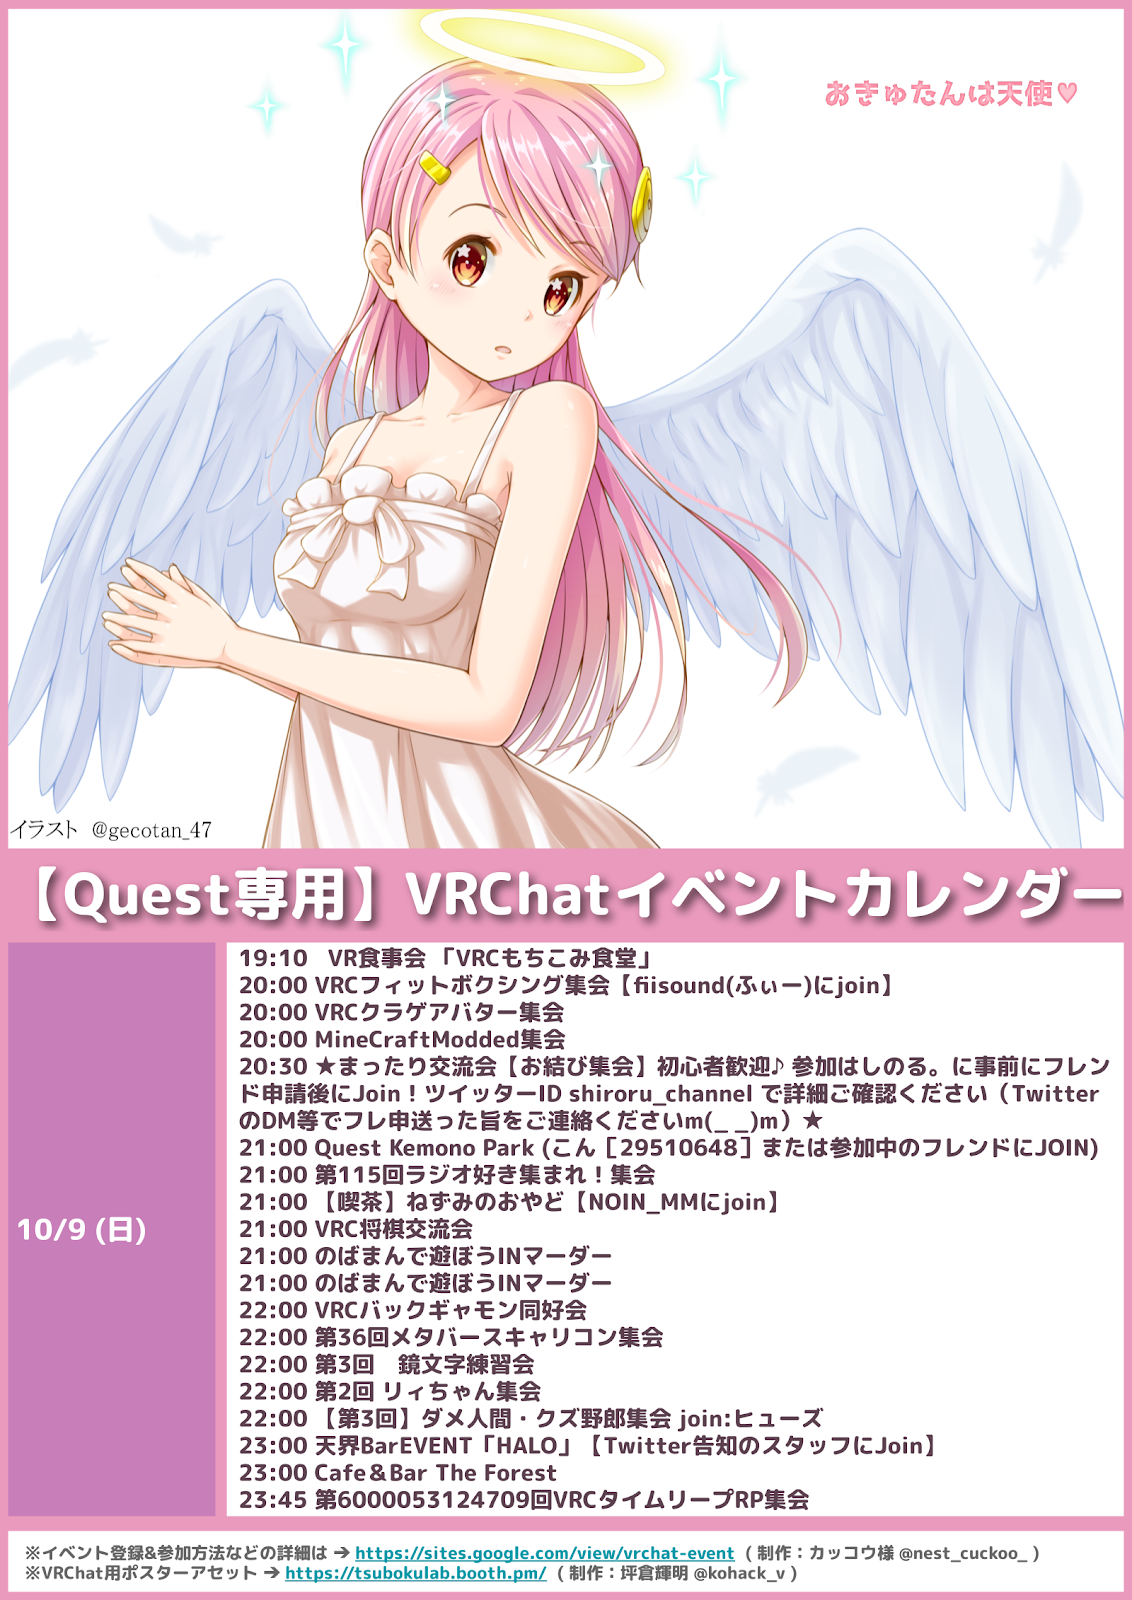 おきゅたんは天使♥
イラスト @gecotan_47
【Quest専用】VRChatイベントカレンダー
10/9 (日)
19:10　VR食事会 「VRCもちこみ食堂」
20:00 VRCフィットボクシング集会【fiisound(ふぃー)にjoin】
20:00 VRCクラゲアバター集会
20:00 MineCraftModded集会
20:30 ★まったり交流会【お結び集会】初心者歓迎♪ 参加はしのる。に事前にフレン
ド申請後にJoin！ツイッターID shiroru_channel で詳細ご確認ください（Twitter
のDM等でフレ申送った旨をご連絡くださいm(_ _)m）★
21:00 Quest Kemono Park (こん［29510648］または参加中のフレンドにJOIN)
21:00 第115回ラジオ好き集まれ！集会
21:00 【喫茶】ねずみのおやど【NOIN_MMにjoin】
21:00 VRC将棋交流会
21:00 のばまんで遊ぼうINマーダー
21:00 のばまんで遊ぼうINマーダー
22:00 VRCバックギャモン同好会
22:00 第36回メタバースキャリコン集会
22:00 第3回　鏡文字練習会
22:00 第2回 リィちゃん集会
22:00 【第3回】ダメ人間・クズ野郎集会 join:ヒューズ
23:00 天界BarEVENT「HALO」【Twitter告知のスタッフにJoin】
23:00 Cafe＆Bar The Forest
23:45 第6000053124709回VRCタイムリープRP集会
※イベント登録&参加方法などの詳細は → https://sites.google.com/view/vrchat-event ( 制作：カッコウ様 @nest_cuckoo_ )
※VRChat用ポスターアセット → https://tsubokulab.booth.pm/ ( 制作：坪倉輝明 @kohack_v )